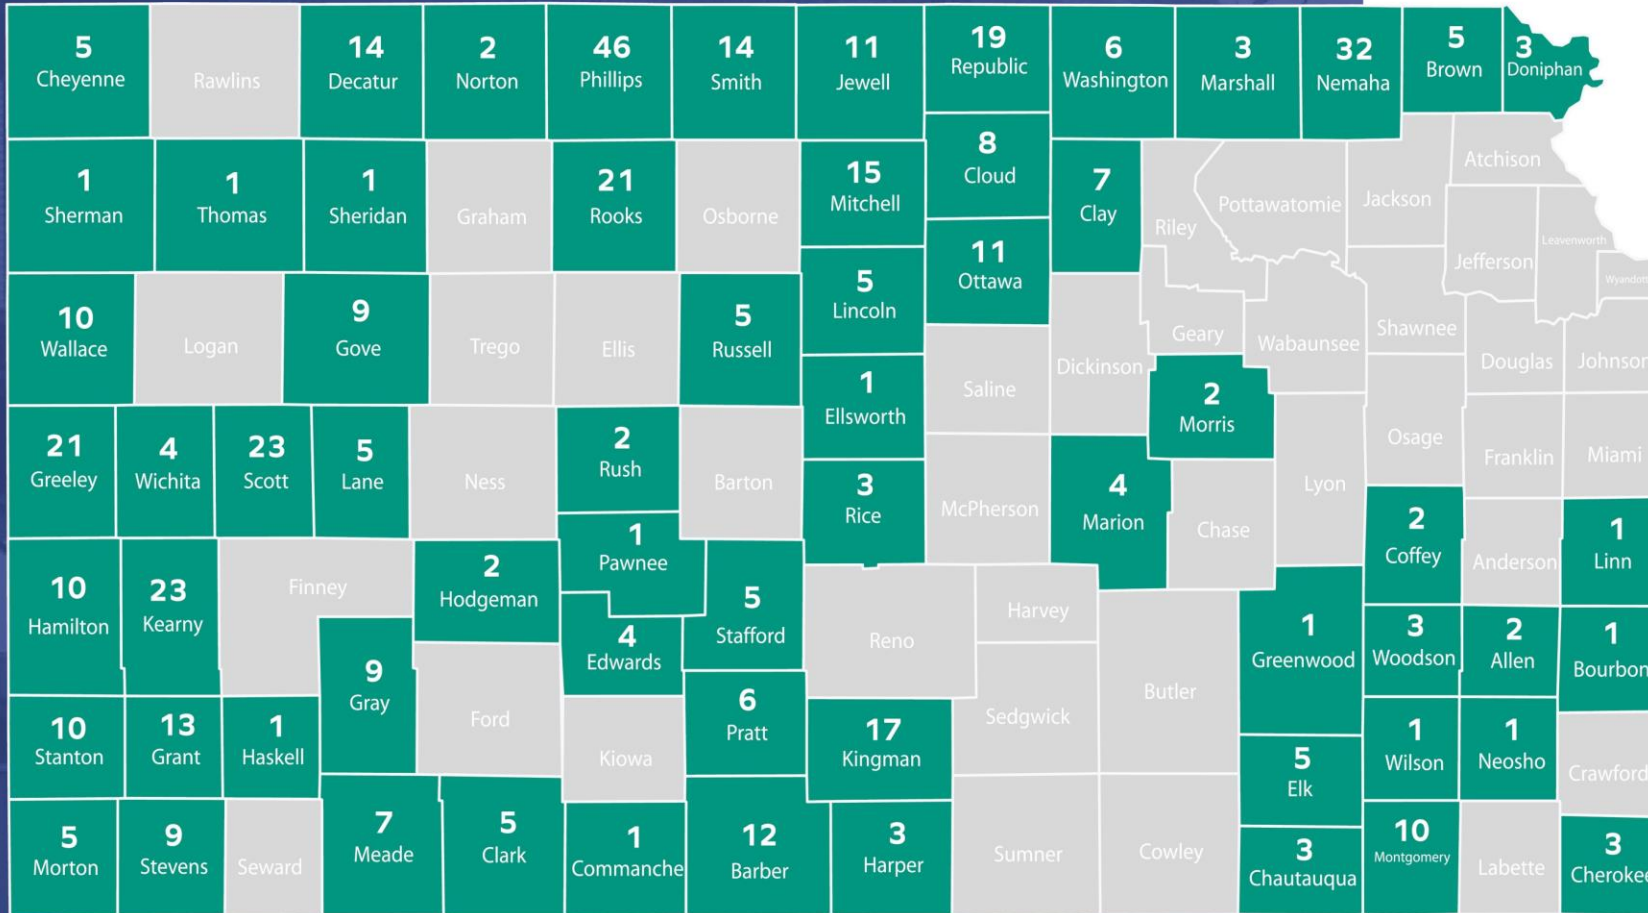 5
Cheyenne
Rawlins
14
Decatur
2
Norton
46
Phillips
14
Smith
11
Jewell
19
Republic
6
Washington
3
Marshall
32
Nemaha
5
Brown
3
Doniphan
1
Sherman
1
Thomas
1
Sheridan
Graham
21
Rooks
Osborne
15
Mitchell
8
Cloud
7
Clay
Riley
Pottawatomie
Jackson
Atchison
Jefferson
Leavenworth
Wyandott
10
Wallace
Logan
9
Gove
Trego
Ellis
5
Russell
5
Lincoln
11
Ottawa
1
Ellsworth
Saline
Dickinson
Geary
Wabaunsee
Shawnee
Douglas
Johnson
2
Morris
21
Greeley
4
Wichita
23
Scott
5
Lane
Ness
2
Rush
Barton
3
Rice
McPherson
4
Marion
Chase
Lyon
Osage
Franklin
Miami
10
Hamilton
23
Kearny
Finney
2
Hodgeman
1
Pawnee
5
Stafford
4
Edwards
Reno
Harvey
2
Coffey
Anderson
1
Linn
9
Gray
Ford
Kiowa
6
Pratt
17
Kingman
Sedgwick
Butler
1
Greenwood
3
Woodson
2
Allen
1
Bourbon
10
Stanton
13
Grant
1
Haskell
5
Elk
1
Wilson
1
Neosho
Crawford
5
Morton
9
Stevens
Seward
7
Meade
5
Clark
1
Commanche
12
Barber
3
Harper
Sumner
Cowley
3
Chautauqua
10
Montgomery
Labette
3
Cherokee